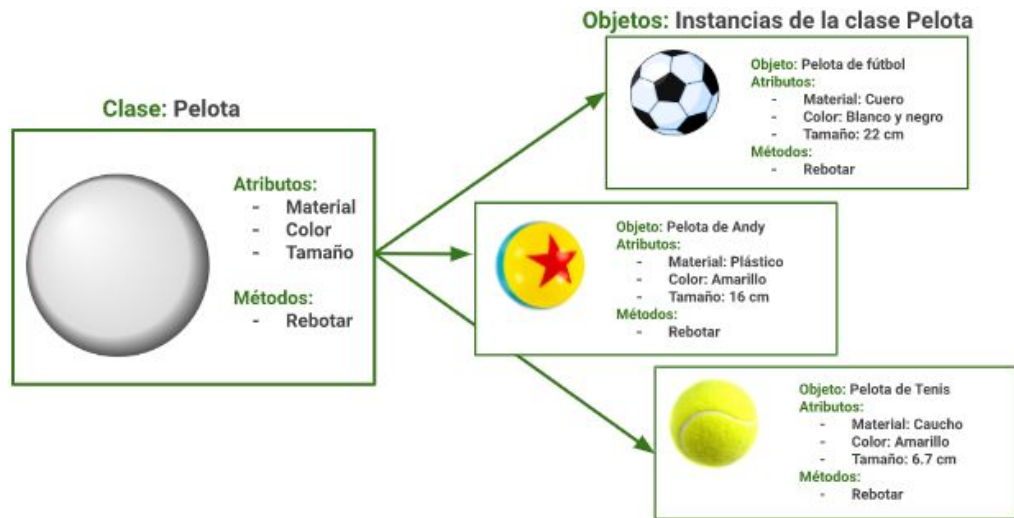 Objetos: Instancias de la clase Pelota
Clase: Pelota
Atributos:
- Material
- Color
- Tamaño
Métodos:
- Rebotar
Objeto: Pelota de fútbol
Atributos:
- Material: Cuero
- Color: Blanco y negro
- Tamaño: 22 cm
Métodos:
- Rebotar
Objeto: Pelota de Andy
Atributos:
- Material: Plástico
- Color: Amarillo
- Tamaño: 16 cm
Métodos:
- Rebotar
Objeto: Pelota de Tenis
Atributos:
- Material: Caucho
- Color: Amarillo
- Tamaño: 6.7 cm
Métodos:
- Rebotar